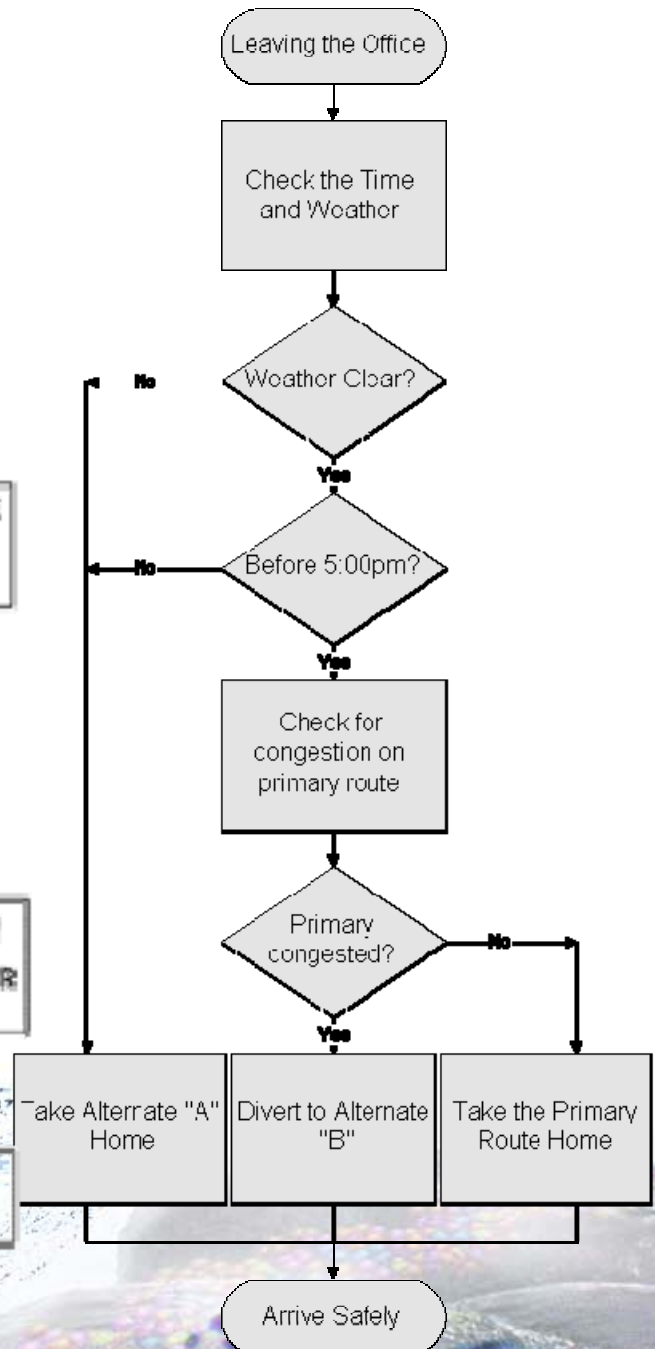 Leaving the Office
Check the Time
and Weather
Weather Clear?
No
Yes
Before 5:00pm?
No
Yes
Check for
congestion on
primary route
Primary
congested?
No
Yes
Take Alternate "A"
Home
Divert to Alternate
"B"
Take the Primary
Route Home
Arrive Safely